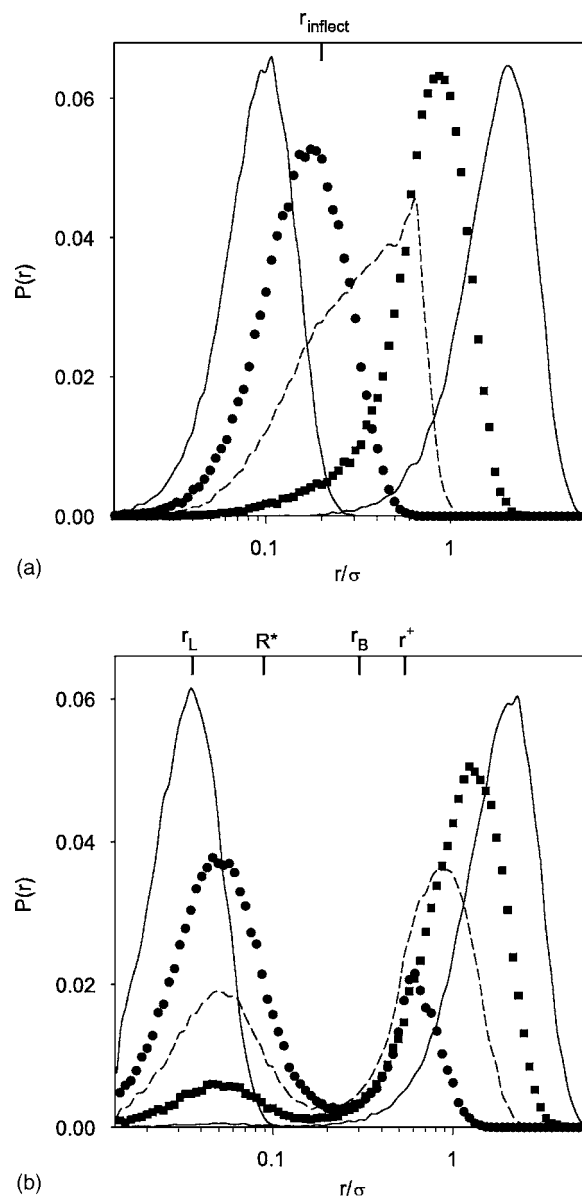 r_inflect
0.06
0.04
0.02
0.00
P(r)
0.1
1
r/σ
(a)
r_L
R*
r_B
r⁺
0.06
0.04
0.02
0.00
P(r)
0.1
1
r/σ
(b)